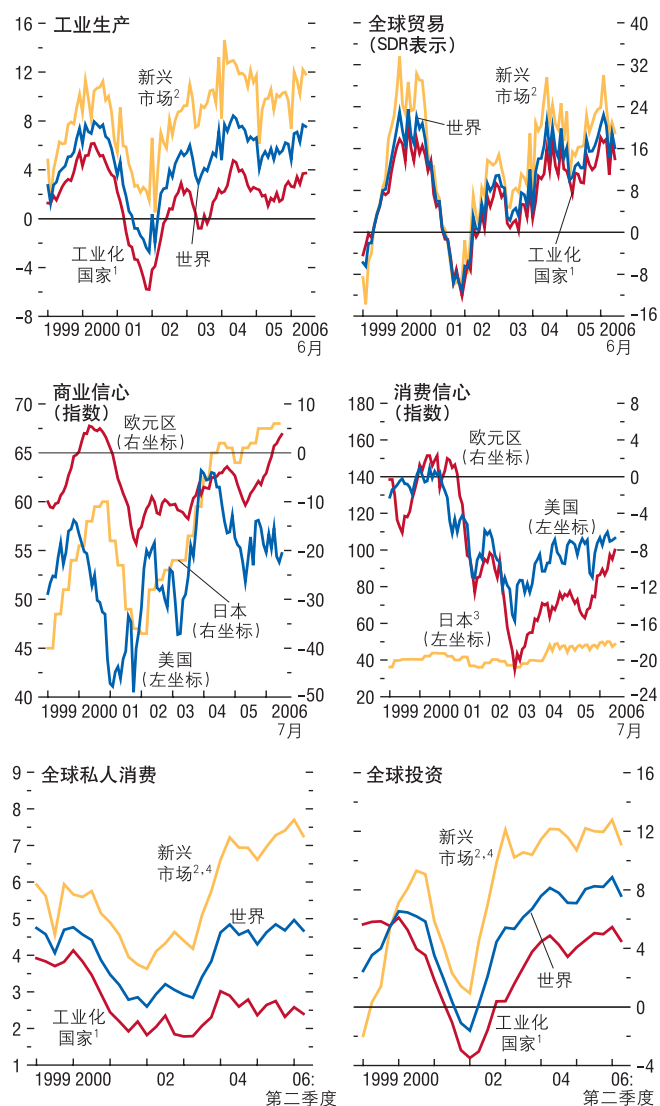 工业生产
16
12
8
4
0
−4
−8
新兴
市场2
世界
工业化
国家1
1999 2000 01 02 03 04 05 2006
6月
全球贸易
(SDR表示)
40
32
24
16
8
0
−8
−16
新兴
市场2
世界
工业化
国家1
1999 2000 01 02 03 04 05 2006
6月
商业信心
(指数)
70
65
60
55
50
45
40
10
0
−10
−20
−30
−40
−50
欧元区
(右坐标)
日本
(右坐标)
美国
(左坐标)
1999 2000 01 02 03 04 05 2006
7月
消费信心
(指数)
180
160
140
120
100
80
60
40
20
8
4
0
−4
−8
−12
−16
−20
−24
欧元区
(右坐标)
美国
(左坐标)
日本3
(左坐标)
1999 2000 01 02 03 04 05 2006
7月
全球私人消费
9
8
7
6
5
4
3
2
1
新兴
市场2,4
世界
工业化
国家1
1999 2000 02 04 06:
第二季度
全球投资
16
12
8
4
0
−4
新兴
市场2,4
世界
工业化
国家1
1999 2000 02 04 06:
第二季度